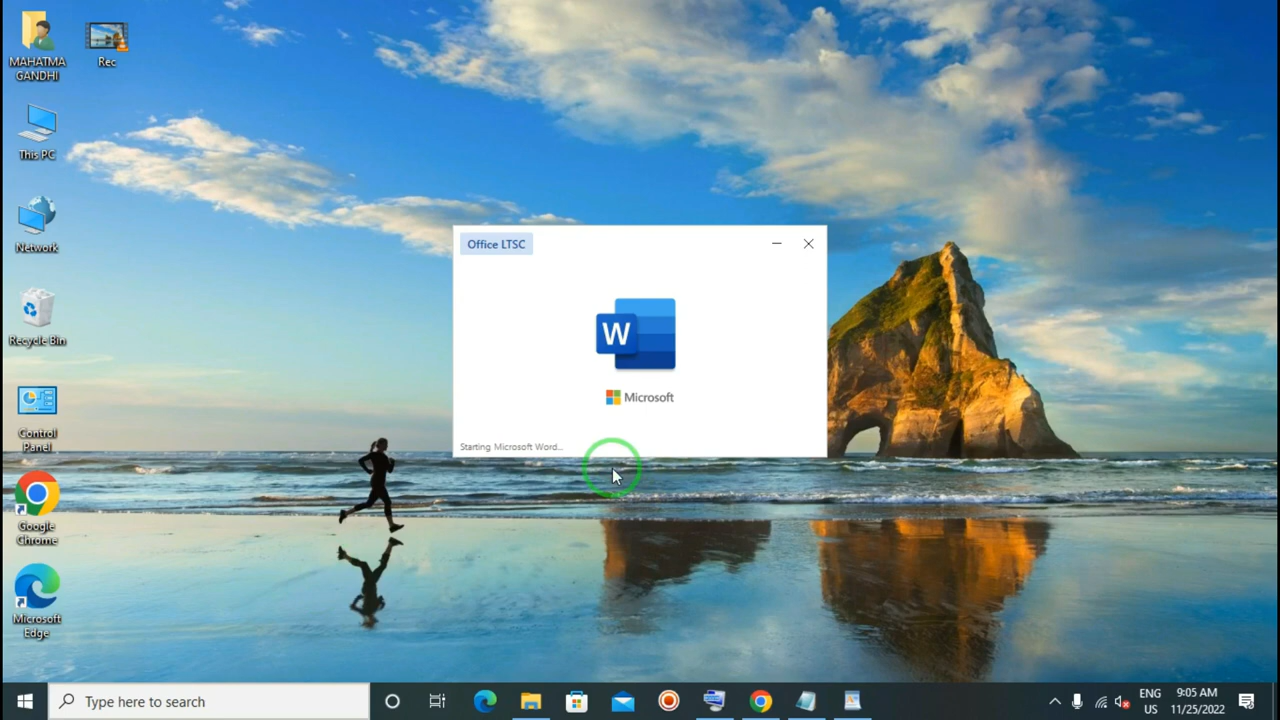 MAHATMA
GANDHI
Rec
This PC
Network
Recycle Bin
Control
Panel
Google
Chrome
Microsoft
Edge
Office LTSC
W
Microsoft
Starting Microsoft Word...
Type here to search
ENG
US
9:05 AM
11/25/2022